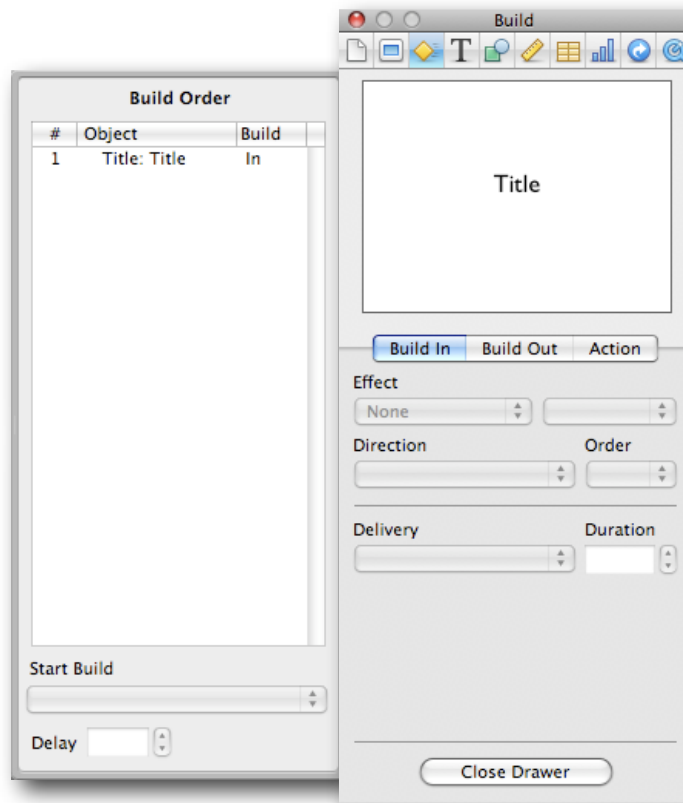 Build Order
# Object Build
1 Title: Title In
Start Build
Delay
Build
T
Title
Build In Build Out Action
Effect
None
Direction Order
Delivery Duration
Close Drawer